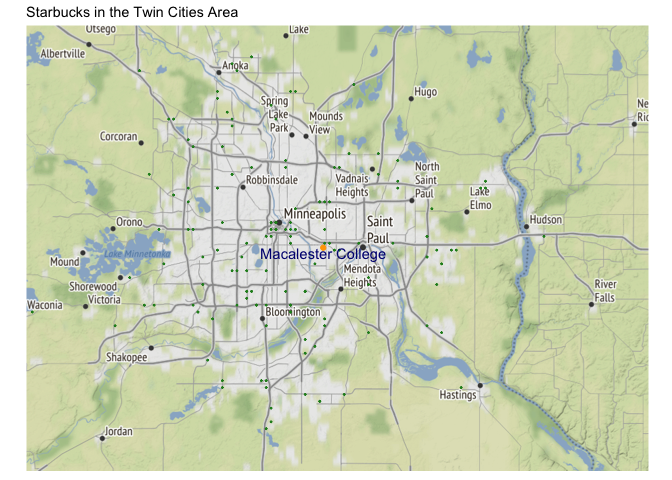 Starbucks in the Twin Cities Area
Otsego
Lake
Albertville
Anoka
Hugo
Spring
Lake
Park
Mounds
View
Ne
Ric
Corcoran
North
Saint
Paul
Vadnais
Heights
Robbinsdale
Lake
Elmo
Minneapolis
Orono
Saint
Paul
Hudson
Lake Minnetonka
Macalester College
Mound
Mendota
Heights
Shorewood
Victoria
River
Falls
Waconia
Bloomington
Shakopee
Hastings
Jordan